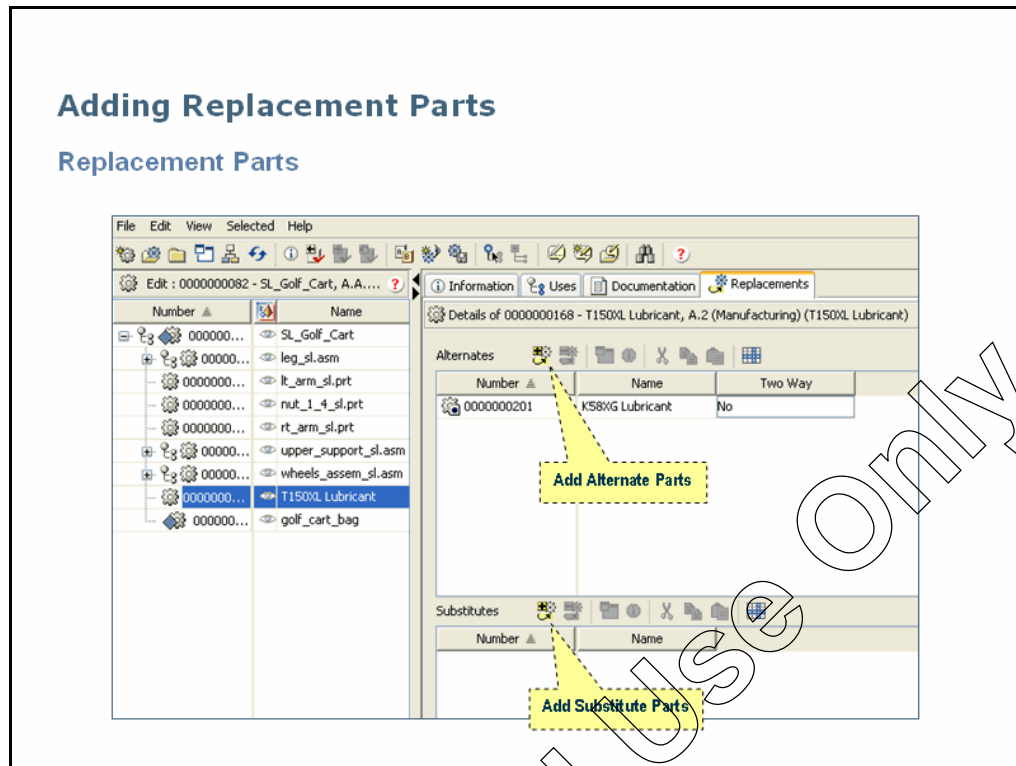 Adding Replacement Parts
Replacement Parts
File Edit View Selected Help
Edit : 0000000082 - SL_Golf_Cart, A.A.... ?
Information Uses Documentation Replacements
Number Name
Details of 0000000168 - T150XL Lubricant, A.2 (Manufacturing) (T150XL Lubricant)
000000... SL_Golf_Cart
00000... leg_sl.asm
0000000... lt_arm_sl.prt
0000000... nut_1_4_sl.prt
0000000... rt_arm_sl.prt
00000... upper_support_sl.asm
00000... wheels_assem_sl.asm
0000000... T150XL Lubricant
000000... golf_cart_bag
Alternates
Number Name Two Way
0000000201 K58XG Lubricant No
Add Alternate Parts
Substitutes
Number Name
Add Substitute Parts
Use Only